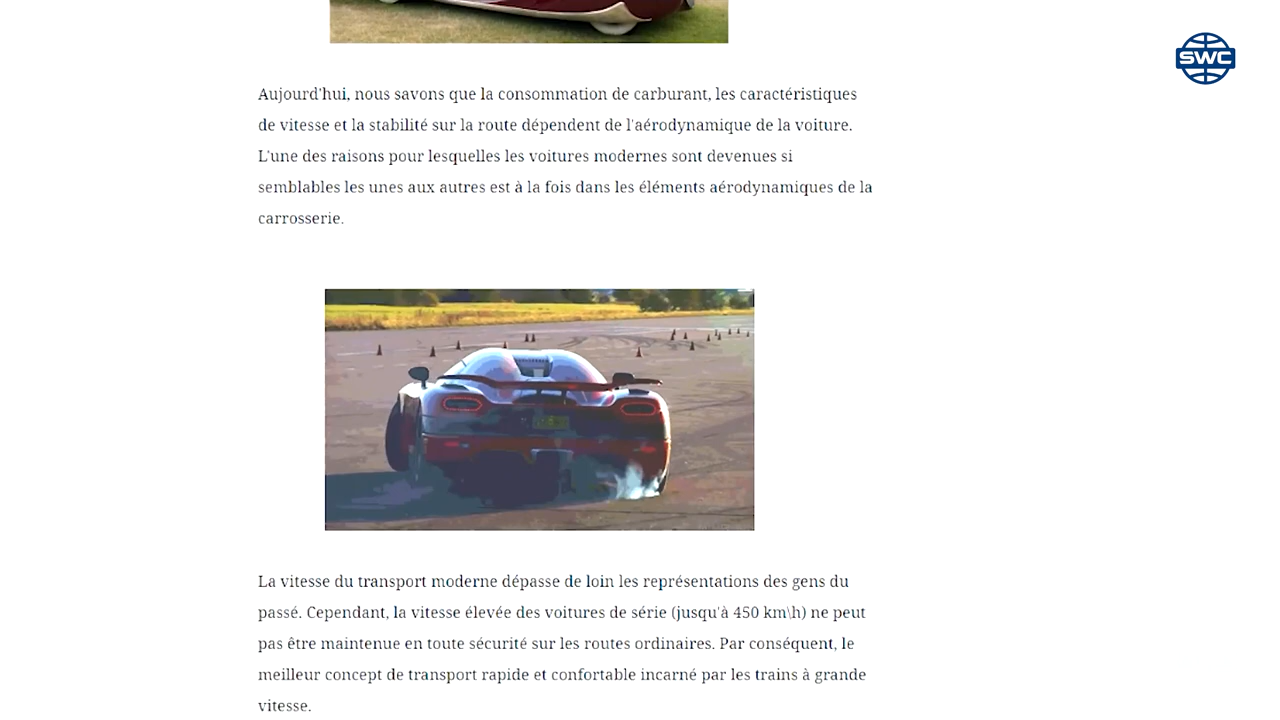 SWC
Aujourd'hui, nous savons que la consommation de carburant, les caractéristiques
de vitesse et la stabilité sur la route dépendent de l'aérodynamique de la voiture.
L'une des raisons pour lesquelles les voitures modernes sont devenues si
semblables les unes aux autres est à la fois dans les éléments aérodynamiques de la
carrosserie.
La vitesse du transport moderne dépasse de loin les représentations des gens du
passé. Cependant, la vitesse élevée des voitures de série (jusqu'à 450 km\h) ne peut
pas être maintenue en toute sécurité sur les routes ordinaires. Par conséquent, le
meilleur concept de transport rapide et confortable incarné par les trains à grande
vitesse.